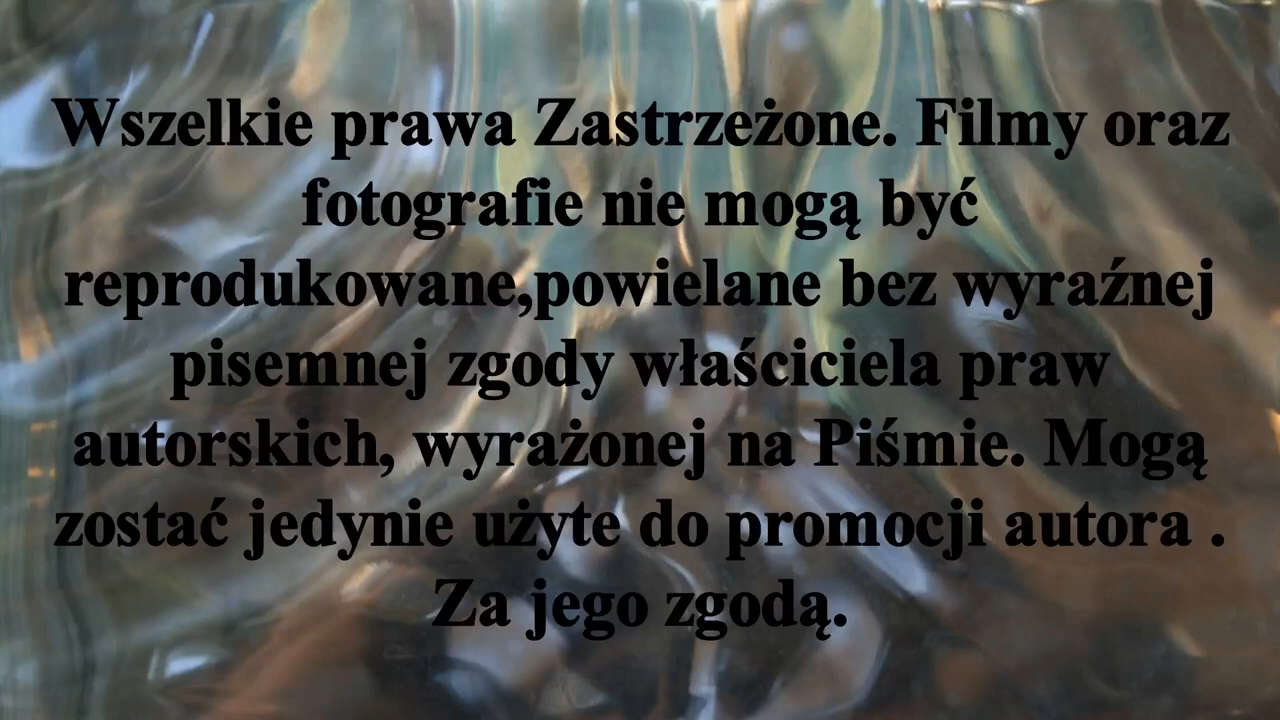 Wszelkie prawa Zastrzeżone. Filmy oraz
fotografie nie mogą być
reprodukowane,powielane bez wyraźnej
pisemnej zgody właściciela praw
autorskich, wyrażonej na Piśmie. Mogą
zostać jedynie użyte do promocji autora .
Za jego zgodą.